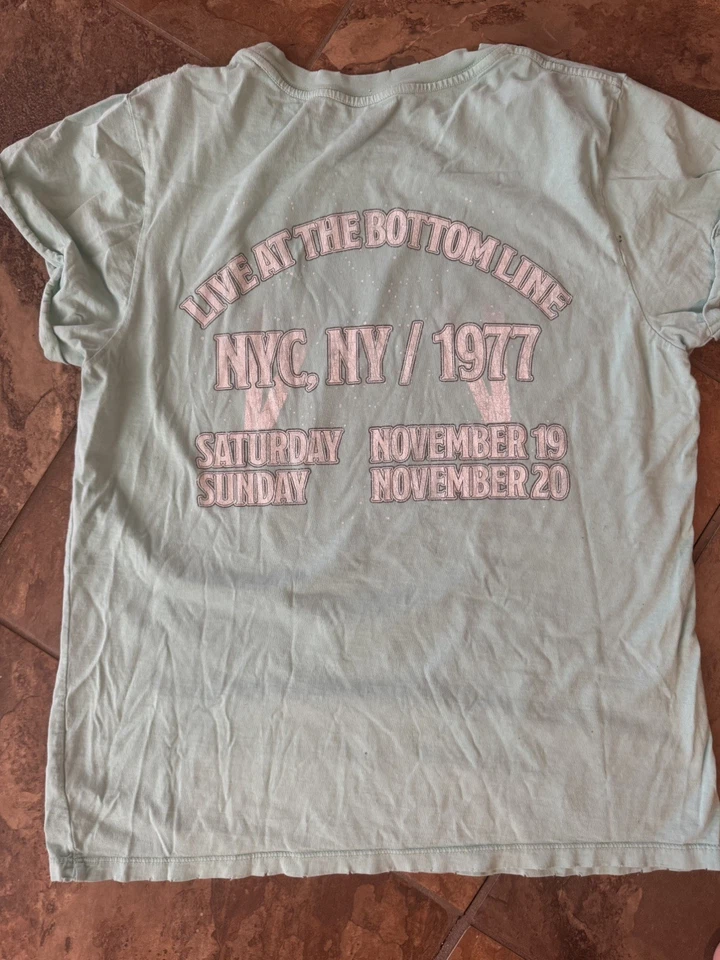 LIVE AT THE BOTTOM LINE
NYC, NY / 1977
SATURDAY NOVEMBER 19
SUNDAY NOVEMBER 20